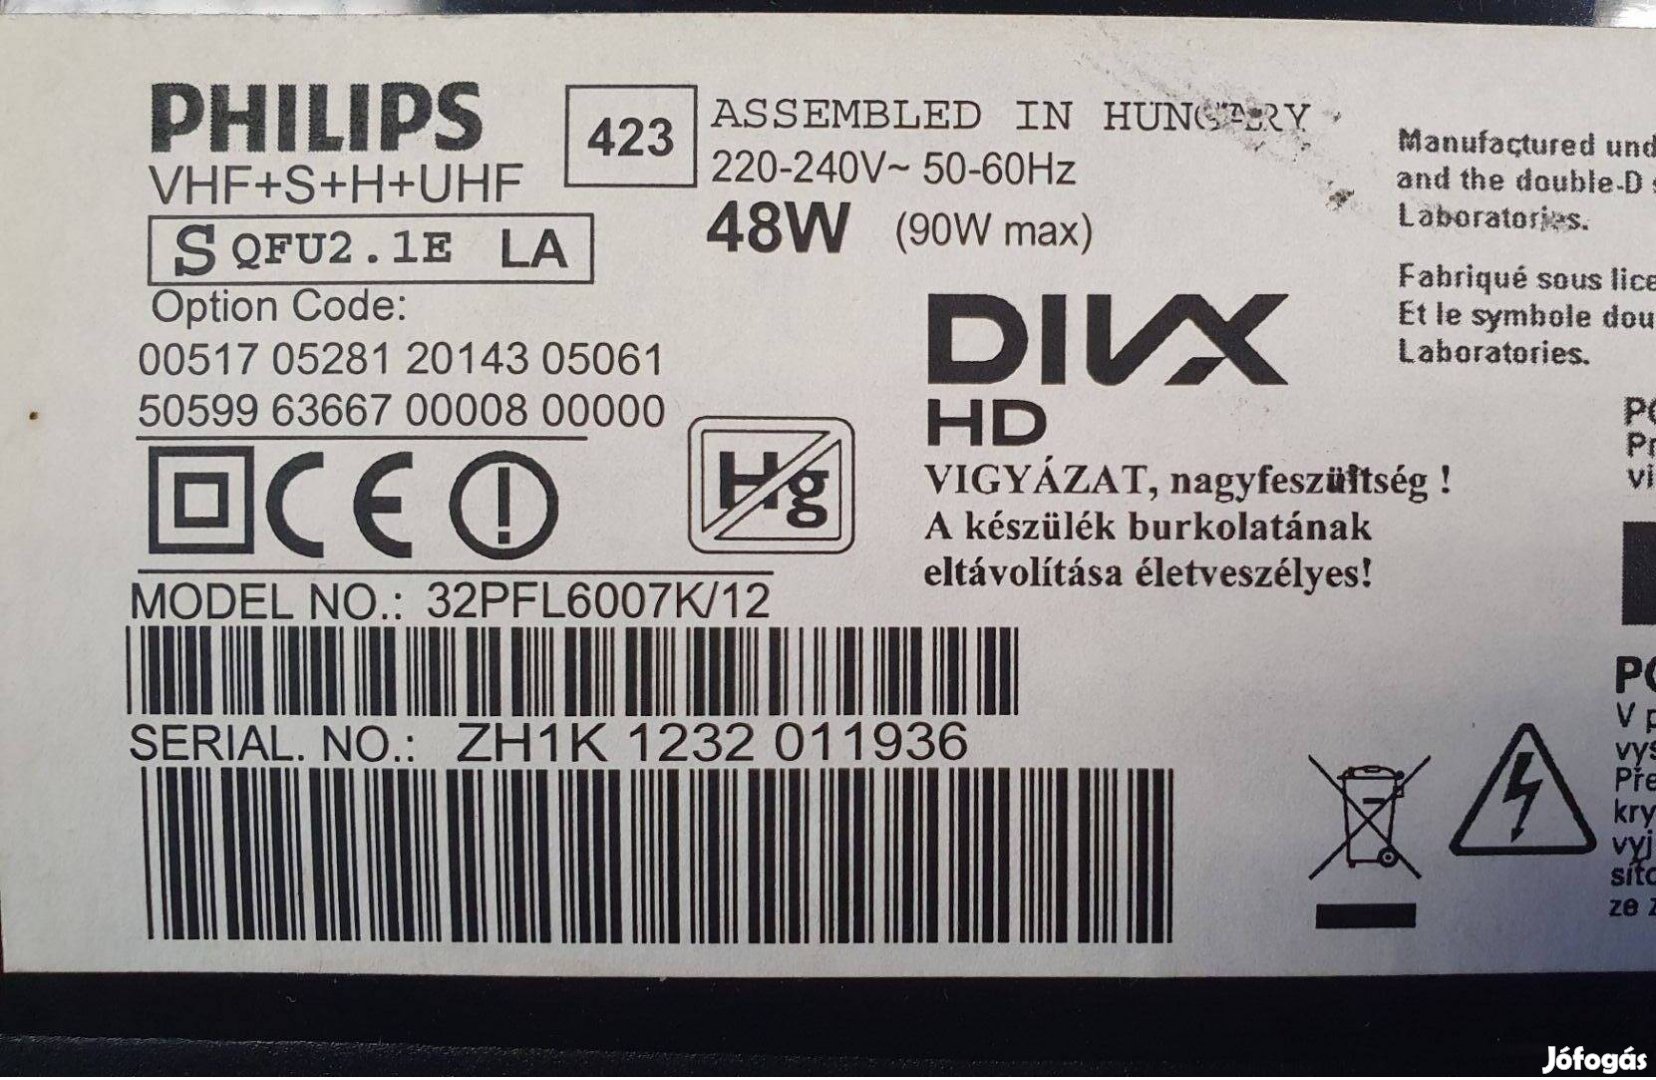 PHILIPS
VHF+S+H+UHF
423
ASSEMBLED IN HUNGARY
220-240V~ 50-60Hz
48W (90W max)
S QFU2.1E LA
Option Code:
00517 05281 20143 05061
50599 63667 00008 00000
CE
Hg
DIVX
HD
VIGYÁZAT, nagyfeszültség !
A készülék burkolatának
eltávolítása életveszélyes!
MODEL NO.: 32PFL6007K/12
SERIAL. NO.: ZH1K 1232 011936
Manufactured
and the double-D
Laboratories.
Fabriqué sous
Et le symbole
Laboratories.
V
ze
Jófogás